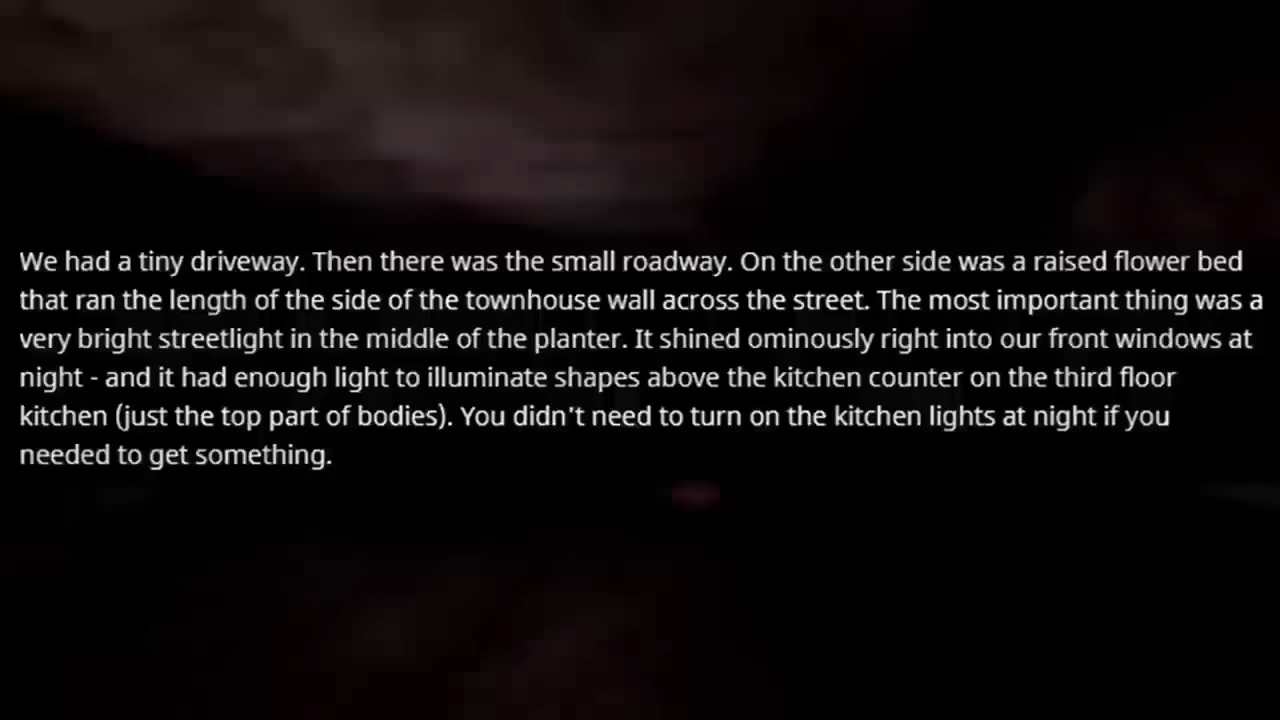 We had a tiny driveway. Then there was the small roadway. On the other side was a raised flower bed
that ran the length of the side of the townhouse wall across the street. The most important thing was a
very bright streetlight in the middle of the planter. It shined ominously right into our front windows at
night - and it had enough light to illuminate shapes above the kitchen counter on the third floor
kitchen (just the top part of bodies). You didn't need to turn on the kitchen lights at night if you
needed to get something.